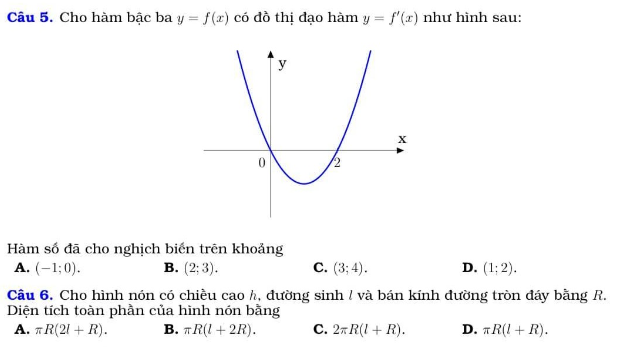 Câu 5. Cho hàm bậc ba y = f(x) có đồ thị đạo hàm y = f′(x) như hình sau:
y
x
0 2
Hàm số đã cho nghịch biến trên khoảng
A. (−1; 0). B. (2; 3). C. (3; 4). D. (1; 2).
Câu 6. Cho hình nón có chiều cao h, đường sinh l và bán kính đường tròn đáy bằng R.
Diện tích toàn phần của hình nón bằng
A. πR(2l + R). B. πR(l + 2R). C. 2πR(l + R). D. πR(l + R).